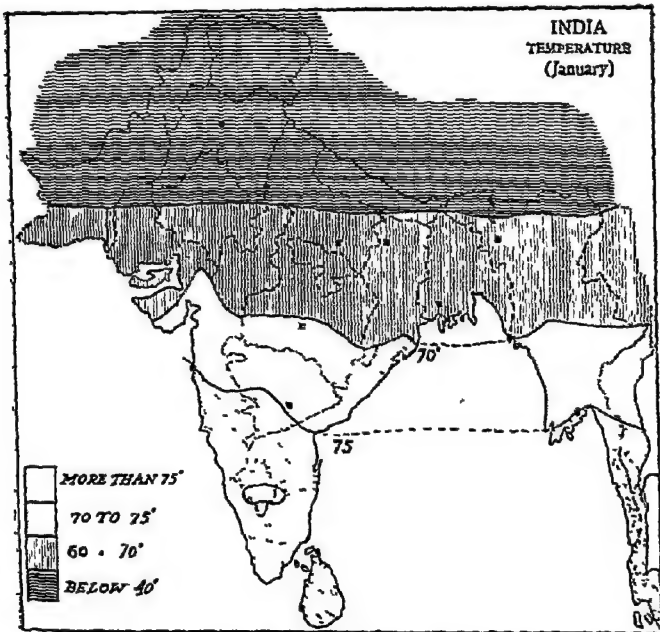 INDIA
TEMPERATURE
(January)
70°
75
MORE THAN 75°
70 TO 75°
60 . 70°
BELOW 40°